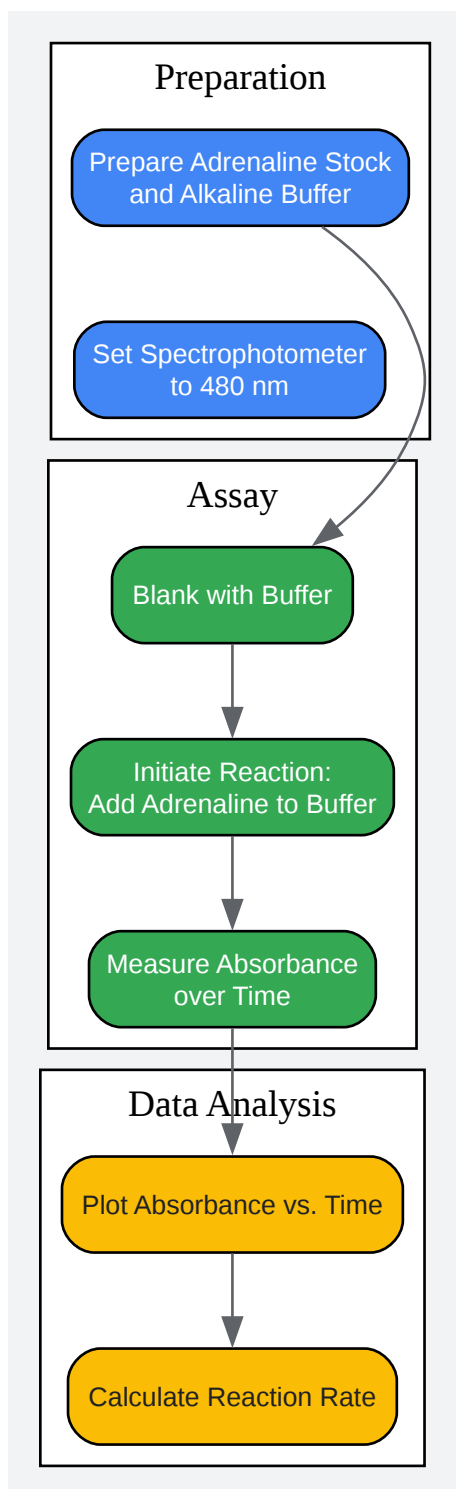 Preparation
Prepare Adrenaline Stock
and Alkaline Buffer
Set Spectrophotometer
to 480 nm
Assay
Blank with Buffer
Initiate Reaction:
Add Adrenaline to Buffer
Measure Absorbance
over Time
Data Analysis
Plot Absorbance vs. Time
Calculate Reaction Rate